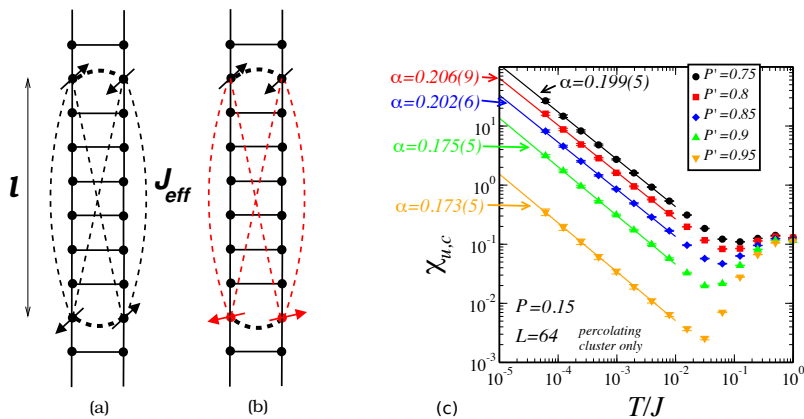 l
J_eff
(a)
(b)
α=0.206(9)
α=0.202(6)
α=0.175(5)
α=0.173(5)
α=0.199(5)
P'=0.75
P'=0.8
P'=0.85
P'=0.9
P'=0.95
10^1
10^0
10^-1
10^-2
10^-3
χ_u,c
P=0.15
L=64 percolating
cluster only
10^-5 10^-4 10^-3 10^-2 10^-1 10^0
(c)
T/J